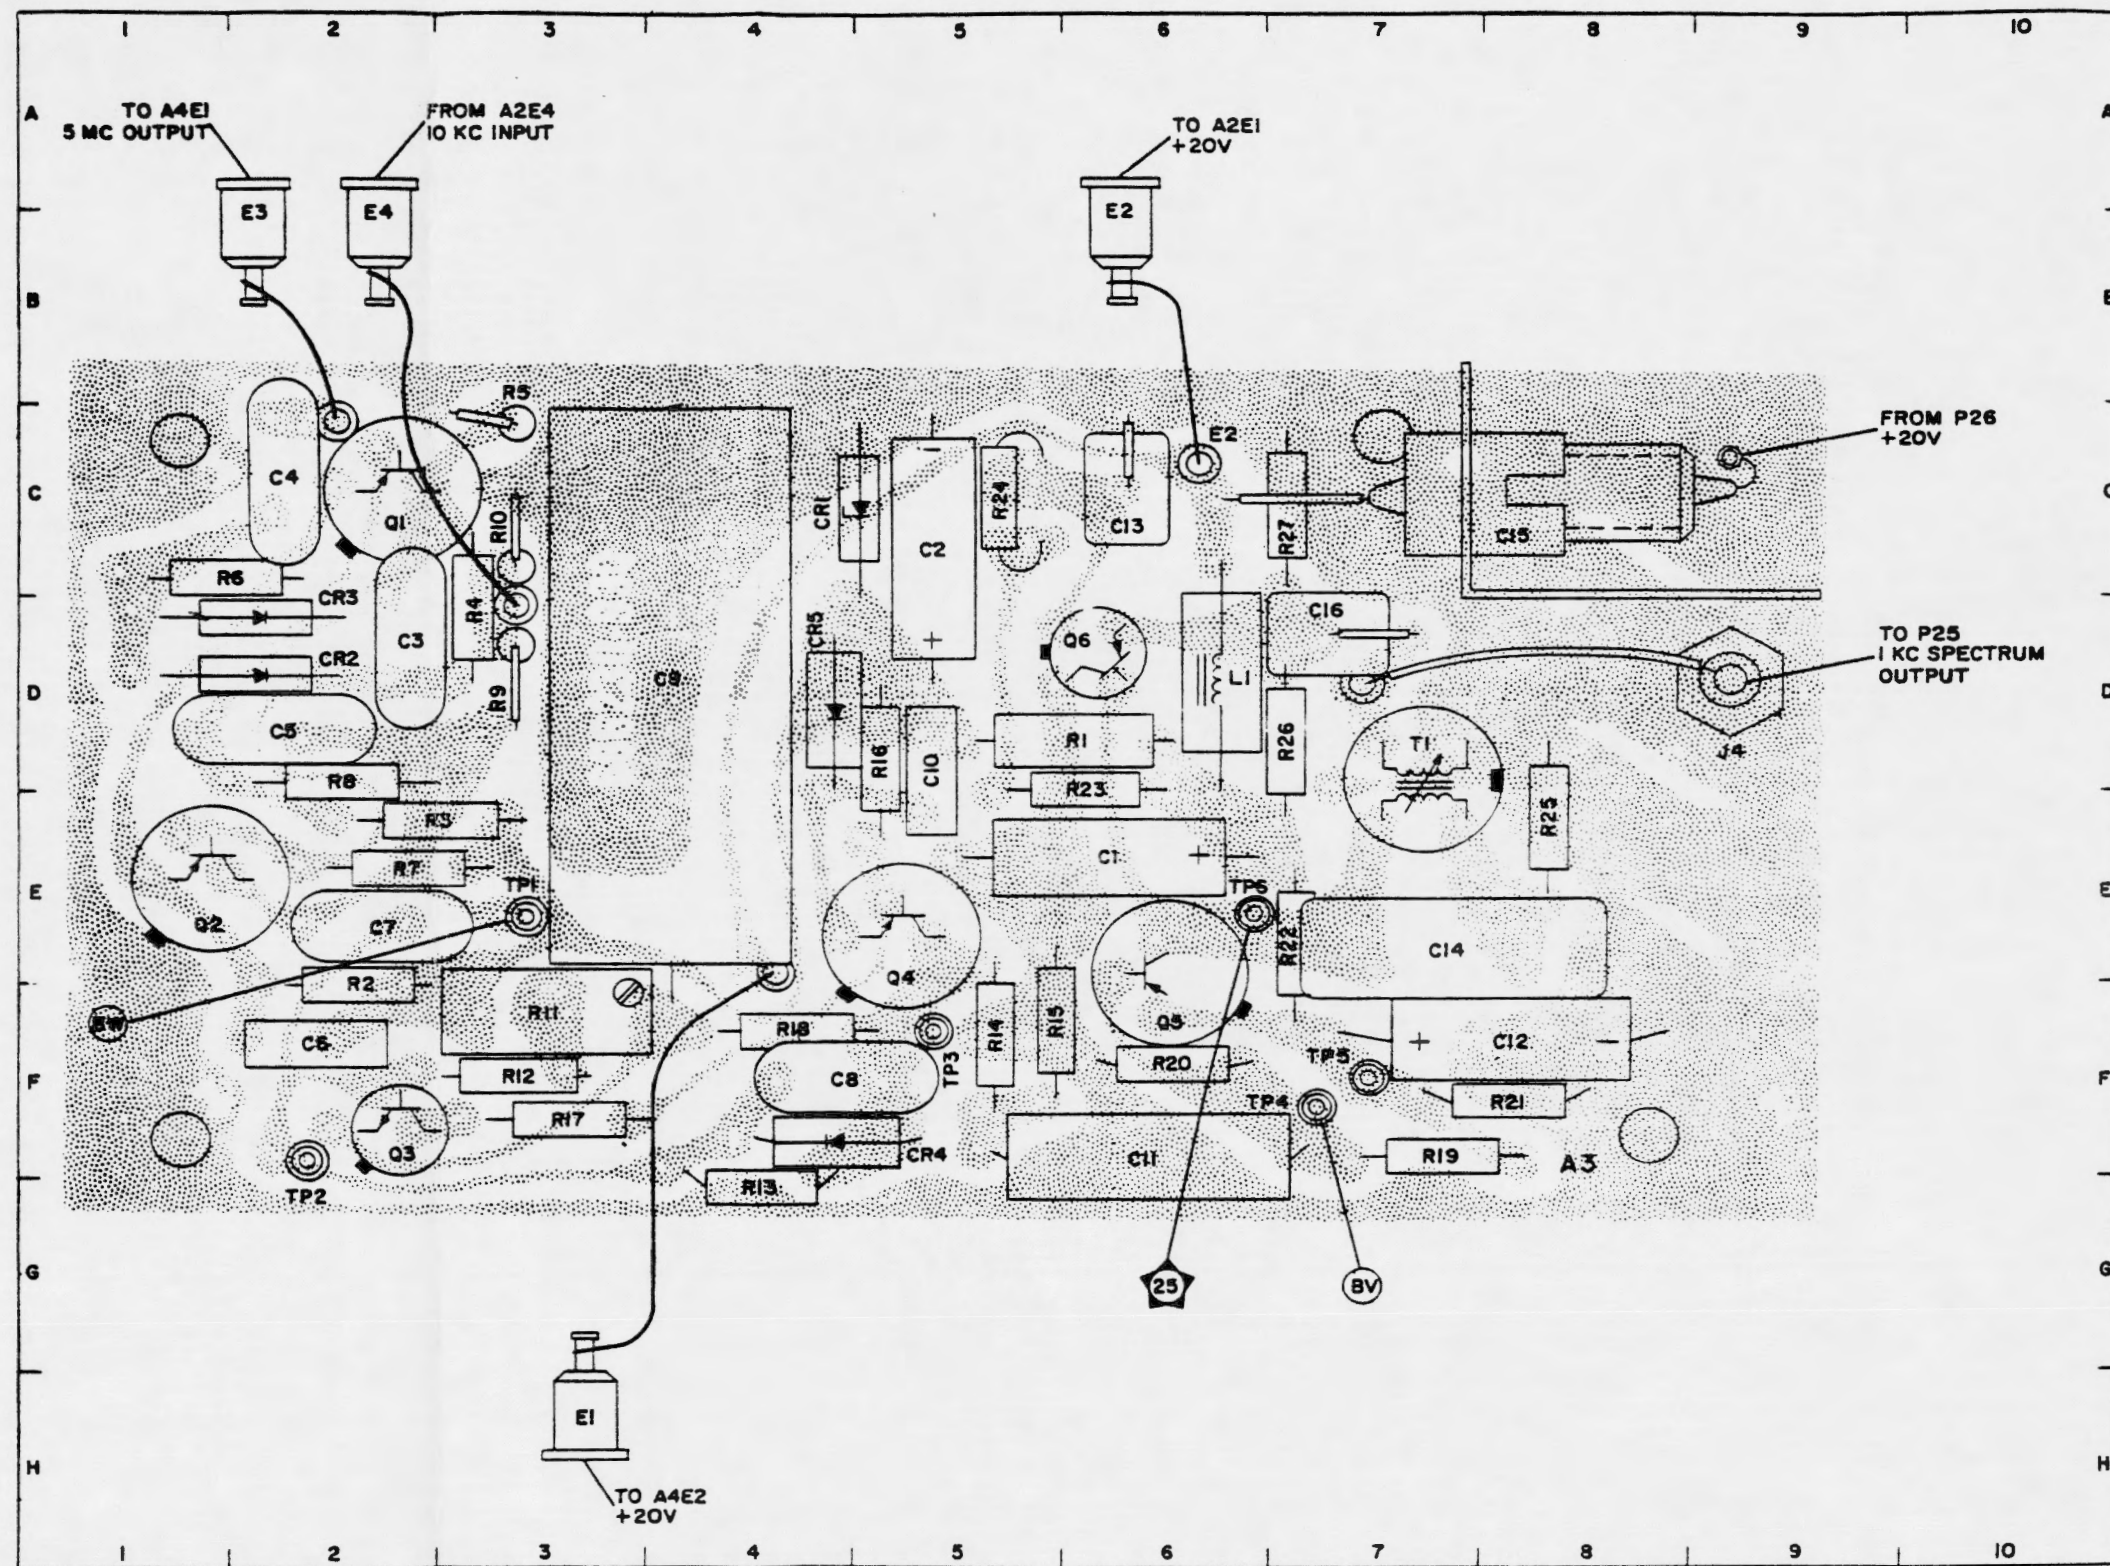 1 2 3 4 5 6 7 8 9 10
A
TO A4E1
5 MC OUTPUT
FROM A2E4
10 KC INPUT
TO A2E1
+20V
A
E3
E4
E2
B
R5
E2
FROM P26
+20V
C
C4
Q1
R10
CR1
C2
R24
C13
R27
C15
R6
CR3
R4
C3
CR2
CR5
Q6
C16
L1
TO P25
1 KC SPECTRUM
OUTPUT
D
R9
C9
C5
R16
C10
R1
R26
T1
J4
D
R8
R23
R3
R25
R7
C1
+
E
TP1
TP6
E
Q2
C7
Q4
R22
C14
R2
R11
BW
R18
TP3
R14
R15
Q5
C6
+
C12
R12
C8
R20
TP5
F
F
R17
TP4
R21
Q3
CR4
C11
R19
A3
TP2
R13
G
25
BV
G
E1
H
H
TO A4E2
+20V
1 2 3 4 5 6 7 8 9 10